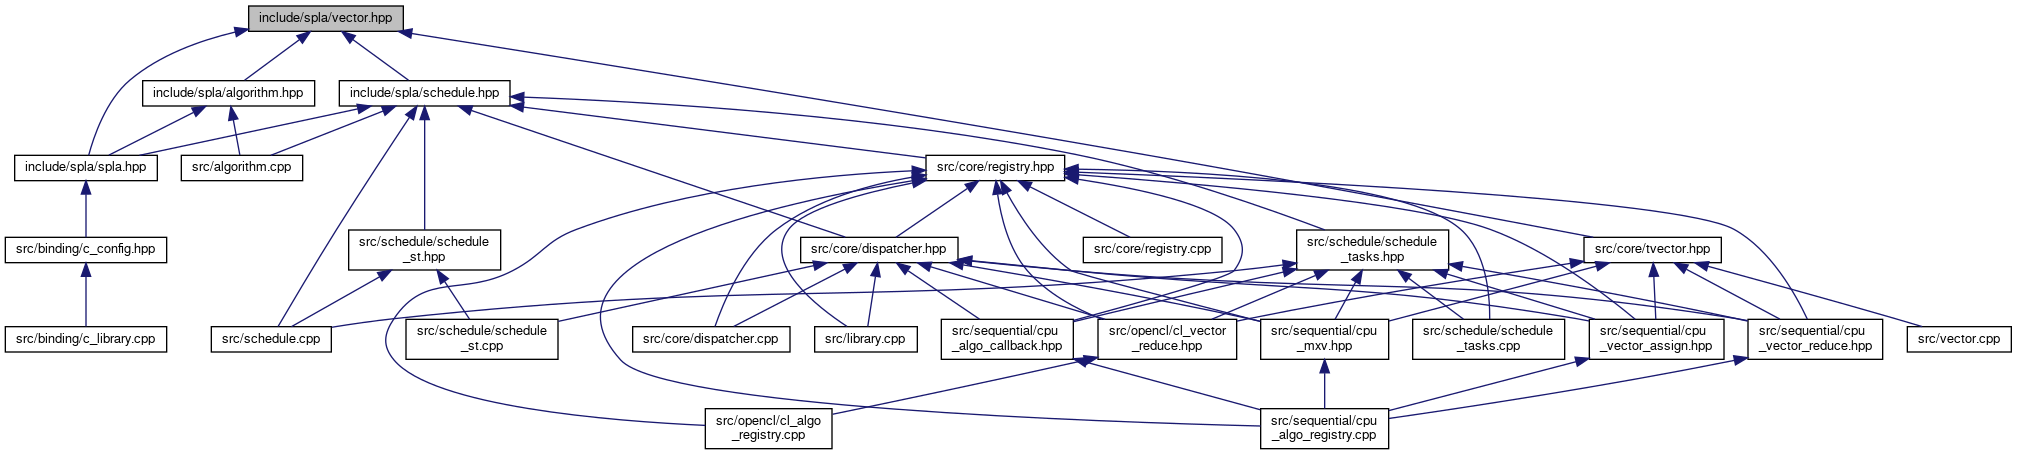 include/spla/vector.hpp
include/spla/algorithm.hpp
include/spla/schedule.hpp
include/spla/spla.hpp
src/algorithm.cpp
src/core/registry.hpp
src/binding/c_config.hpp
src/schedule/schedule
_st.hpp
src/core/dispatcher.hpp
src/core/registry.cpp
src/schedule/schedule
_tasks.hpp
src/core/tvector.hpp
src/binding/c_library.cpp
src/schedule.cpp
src/schedule/schedule
_st.cpp
src/core/dispatcher.cpp
src/library.cpp
src/sequential/cpu
_algo_callback.hpp
src/opencl/cl_vector
_reduce.hpp
src/sequential/cpu
_mxv.hpp
src/schedule/schedule
_tasks.cpp
src/sequential/cpu
_vector_assign.hpp
src/sequential/cpu
_vector_reduce.hpp
src/vector.cpp
src/opencl/cl_algo
_registry.cpp
src/sequential/cpu
_algo_registry.cpp